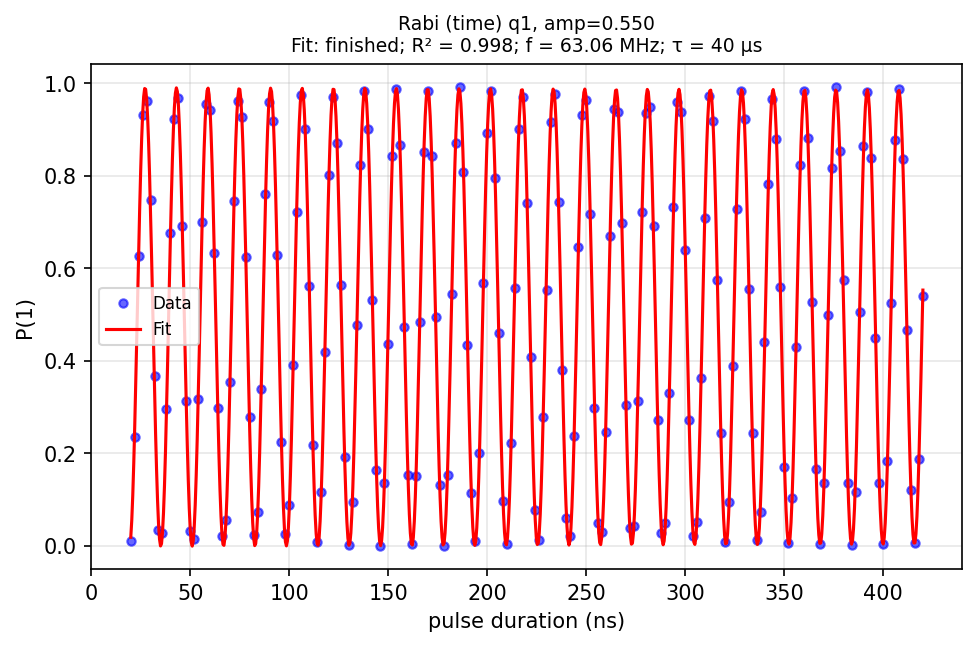 Rabi (time) q1, amp=0.550
Fit: finished; R² = 0.998; f = 63.06 MHz; τ = 40 µs
P(1)
1.0
0.8
0.6
0.4
0.2
0.0
Data
Fit
0 50 100 150 200 250 300 350 400
pulse duration (ns)